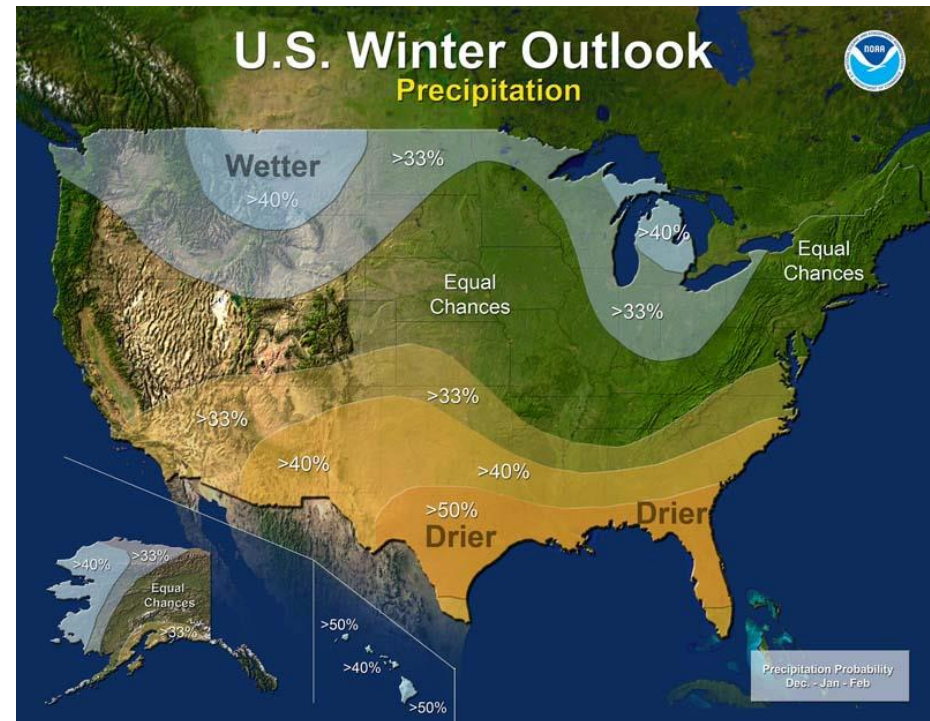 U.S. Winter Outlook
Precipitation
NOAA
Wetter
>40%
>33%
>40%
Equal
Chances
Equal
Chances
>33%
>33%
>33%
>40%
>40%
>50%
Drier
Drier
>40%
>33%
Equal
Chances
>33%
>50%
>40%
>50%
Precipitation Probability
Dec. - Jan - Feb